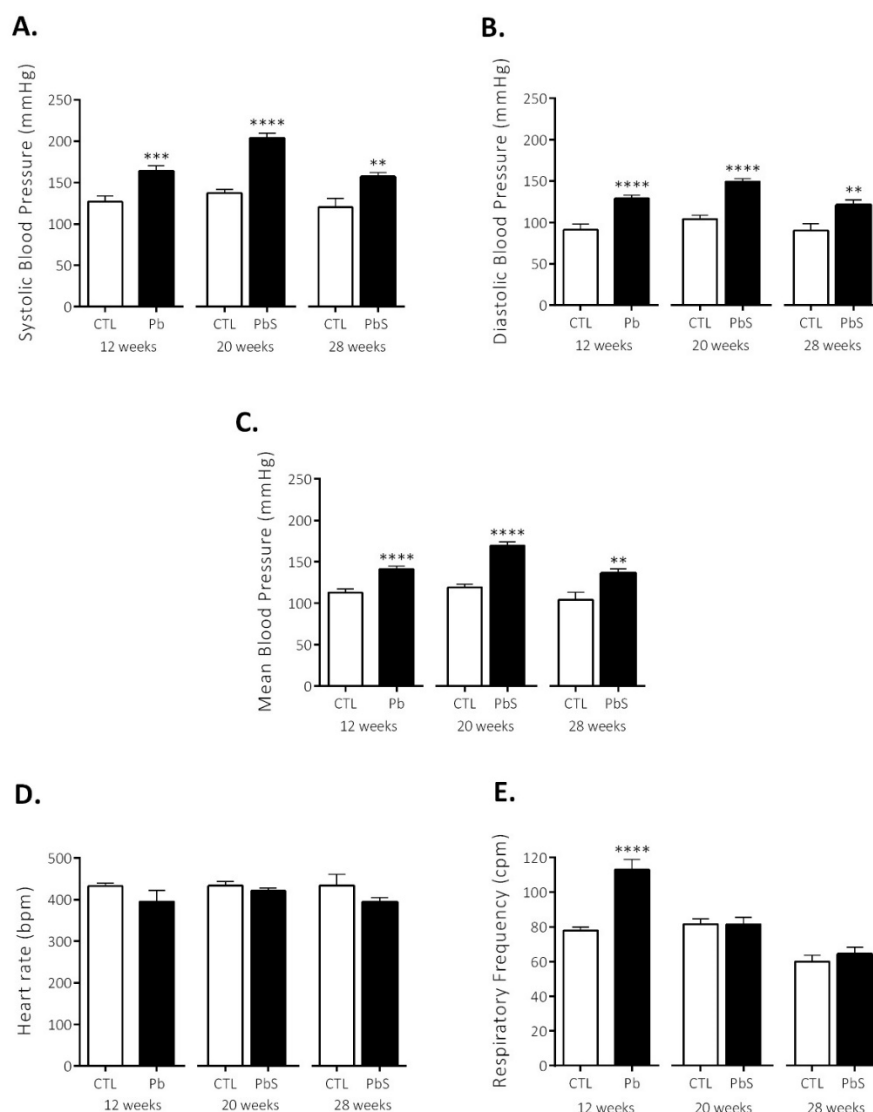 A.
Systolic Blood Pressure (mmHg)
250
200
150
100
50
0
***
****
**
CTL Pb CTL PbS CTL PbS
12 weeks 20 weeks 28 weeks
B.
Diastolic Blood Pressure (mmHg)
250
200
150
100
50
0
****
****
**
CTL Pb CTL PbS CTL PbS
12 weeks 20 weeks 28 weeks
C.
Mean Blood Pressure (mmHg)
250
200
150
100
50
0
****
****
**
CTL Pb CTL PbS CTL PbS
12 weeks 20 weeks 28 weeks
D.
Heart rate (bpm)
500
400
300
200
100
0
CTL Pb CTL PbS CTL PbS
12 weeks 20 weeks 28 weeks
E.
Respiratory Frequency (cpm)
120
100
80
60
40
20
0
****
CTL Pb CTL PbS CTL PbS
12 weeks 20 weeks 28 weeks